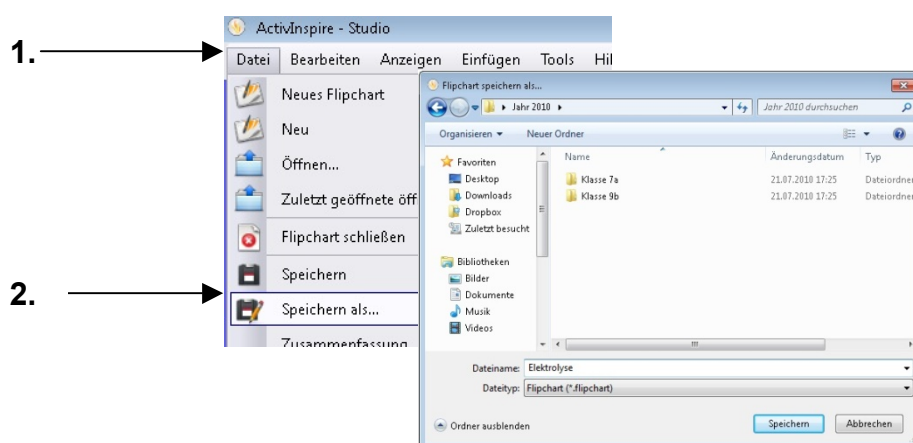 ActivInspire - Studio
1.
Datei Bearbeiten Anzeigen Einfügen Tools Hil
Neues Flipchart
Neu
Öffnen...
Zuletzt geöffnete öff
Flipchart schließen
Speichern
2.
Speichern als...
Zusammenfassung
Flipchart speichern als...
Jahr 2010
Jahr 2010 durchsuchen
Organisieren Neuer Ordner
Name Änderungsdatum Typ
Favoriten
Desktop
Downloads
Dropbox
Zuletzt besucht
Bibliotheken
Bilder
Dokumente
Musik
Videos
Klasse 7a 21.07.2010 17:25 Dateiordner
Klasse 9b 21.07.2010 17:25 Dateiordner
Dateiname: Elektrolyse
Dateityp: Flipchart (*.flipchart)
Ordner ausblenden
Speichern Abbrechen